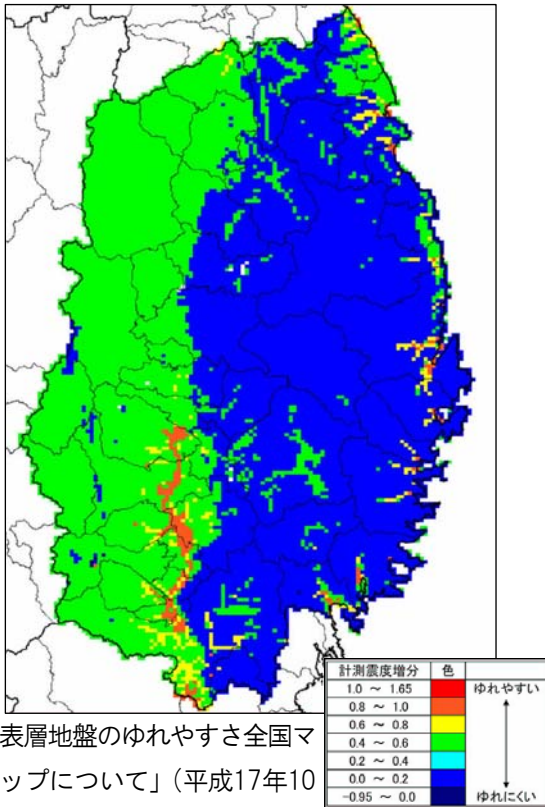 計測震度増分 色
1.0 ～ 1.65 ゆれやすい
0.8 ～ 1.0
0.6 ～ 0.8
0.4 ～ 0.6
0.2 ～ 0.4
0.0 ～ 0.2
-0.95 ～ 0.0 ゆれにくい
表層地盤のゆれやすさ全国マ
ップについて」（平成17年10